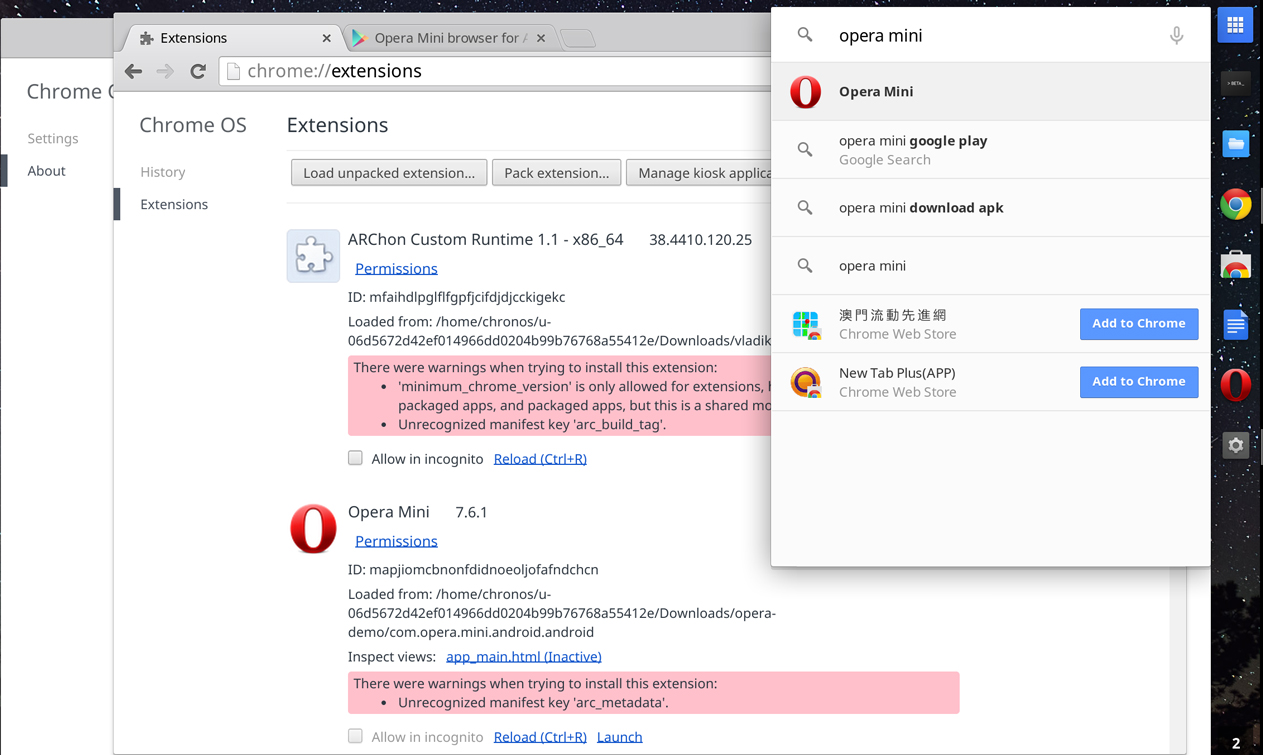 Chrome
Settings
About
Extensions
Opera Mini browser for
chrome://extensions
Chrome OS
History
Extensions
Extensions
Load unpacked extension...
Pack extension...
Manage kiosk applica
ARChon Custom Runtime 1.1 - x86_64 38.4410.120.25
Permissions
ID: mfaihdlpglflfgpfjcifdjdjcckigekc
Loaded from: /home/chronos/u-
06d5672d42ef014966dd0204b99b76768a55412e/Downloads/vladik
There were warnings when trying to install this extension:
• 'minimum_chrome_version' is only allowed for extensions,
packaged apps, and packaged apps, but this is a shared mo
• Unrecognized manifest key 'arc_build_tag'.
Allow in incognito Reload (Ctrl+R)
Opera Mini 7.6.1
Permissions
ID: mapjiomcbnonfdidnoeoljofafndchcn
Loaded from: /home/chronos/u-
06d5672d42ef014966dd0204b99b76768a55412e/Downloads/opera-
demo/com.opera.mini.android.android
Inspect views: app_main.html (Inactive)
There were warnings when trying to install this extension:
• Unrecognized manifest key 'arc_metadata'.
Allow in incognito Reload (Ctrl+R) Launch
opera mini
Opera Mini
opera mini google play
Google Search
opera mini download apk
opera mini
澳門流動先進網
Chrome Web Store
Add to Chrome
New Tab Plus(APP)
Chrome Web Store
Add to Chrome
> BETA_
2